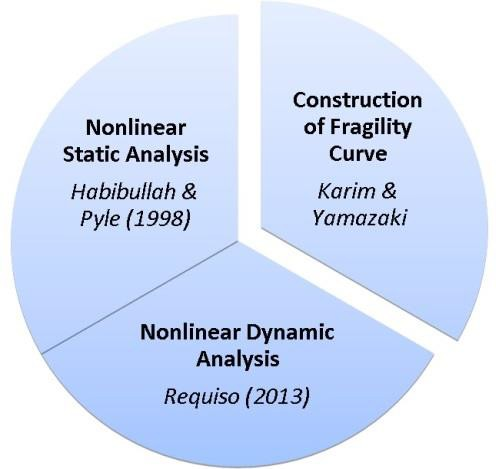 Nonlinear
Static Analysis
Habibullah &
Pyle (1998)
Construction
of Fragility
Curve
Karim &
Yamazaki
Nonlinear Dynamic
Analysis
Requiso (2013)